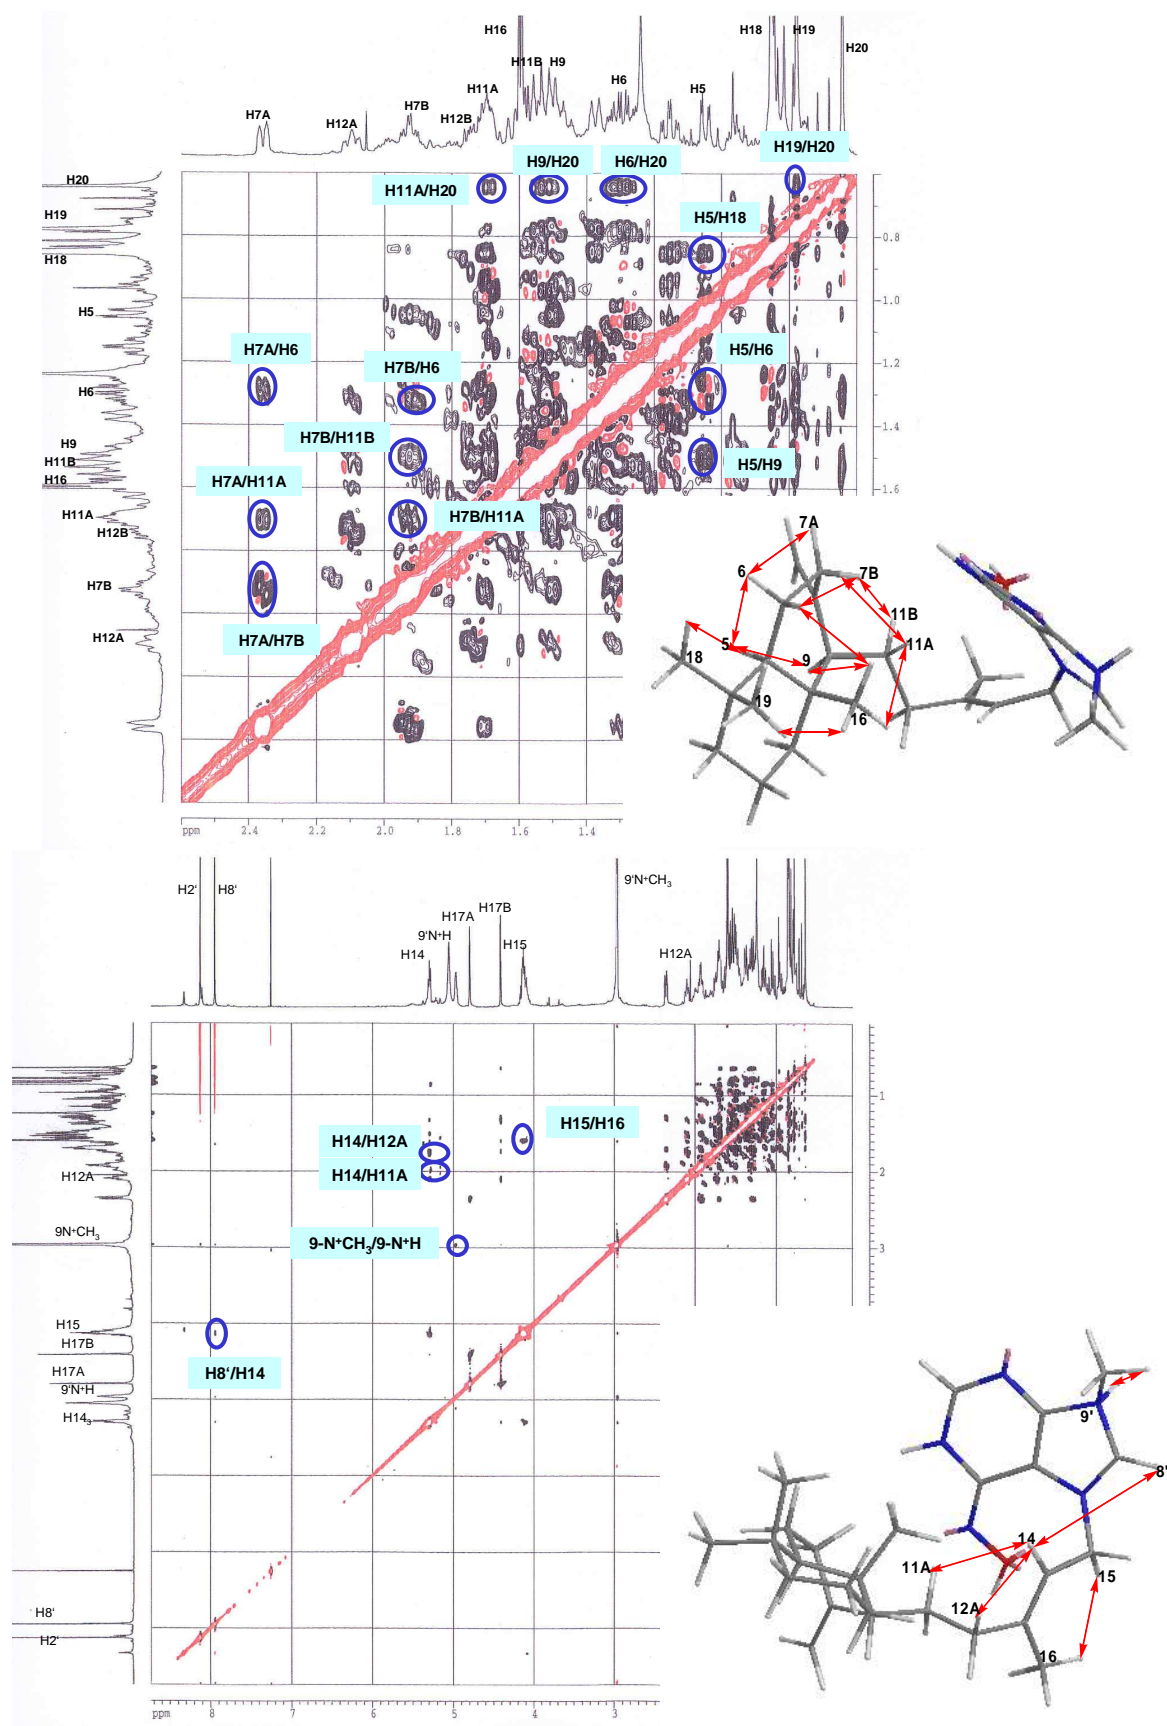 H16
H18
H19
H20
H11B
H9
H6
H5
H11A
H7B
H12B
H7A
H12A
H19/H20
H9/H20
H6/H20
H11A/H20
H5/H18
H20
H19
H18
H5
H6
H9
H11B
H16
H11A
H12B
H7B
H12A
H7A/H6
H7B/H6
H5/H6
H7B/H11B
H5/H9
H7A/H11A
H7B/H11A
H7A/H7B
0.8
1.0
1.2
1.4
1.6
ppm
2.4
2.2
2.0
1.8
1.6
1.4
7A
6
7B
11B
11A
5
9
18
19
16
H2'
H8'
9'N+CH3
H17B
H17A
9'N+H
H15
H14
H12A
H15/H16
H14/H12A
H14/H11A
9-N+CH3/9-N+H
H8'/H14
H12A
9N+CH3
H15
H17B
H17A
9'N+H
H143
H8'
H2'
1
2
3
ppm
8
7
6
5
4
3
9'
8'
14
11A
15
12A
16